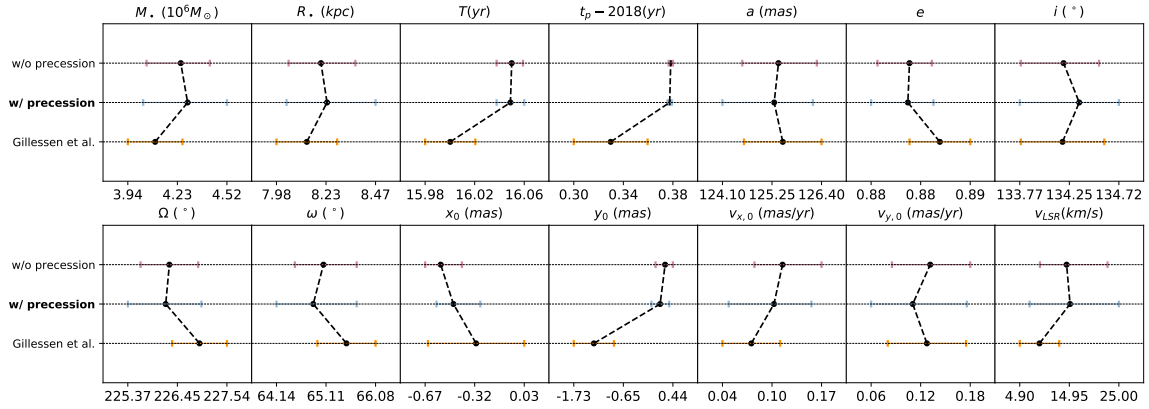 M• (10⁶M⊙) R• (kpc) T(yr) tₚ − 2018(yr) a (mas) e i (°)
w/o precession
w/ precession
Gillessen et al.
3.94 4.23 4.52 7.98 8.23 8.47 15.98 16.02 16.06 0.30 0.34 0.38 124.10 125.25 126.40 0.88 0.88 0.89 133.77 134.25 134.72
Ω (°) ω (°) x₀ (mas) y₀ (mas) vₓ,₀ (mas/yr) v_y,₀ (mas/yr) v_LSR(km/s)
w/o precession
w/ precession
Gillessen et al.
225.37 226.45 227.54 64.14 65.11 66.08 -0.67 -0.32 0.03 -1.73 -0.65 0.44 0.04 0.10 0.17 0.06 0.12 0.18 4.90 14.95 25.00